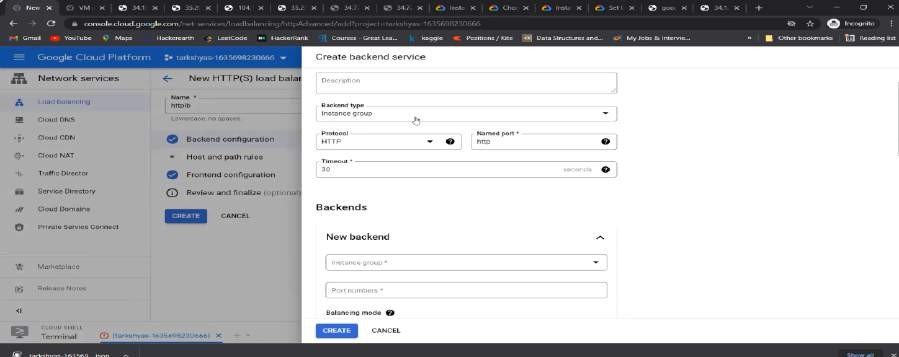 New
VM
34.1
35.2
104.
35.2
34.7
34.7
Insta
Cho
Insta
Set
goo
34.1
console.cloud.google.com/net-services/loadbalancing/httpAdvanced/add?project=tarkshyas-1635698230666
Incognito
Gmail
YouTube
Maps
Hackerearth
LeetCode
HackerRank
Courses - Great Lea...
kaggle
Positions / Kite
Data Structures and...
My Jobs & Intervie...
Other bookmarks
Reading list
Google Cloud Platform
tarkshyas-1635698230666
Network services
Load balancing
Cloud DNS
Cloud CDN
Cloud NAT
Traffic Director
Service Directory
Cloud Domains
Private Service Connect
Marketplace
Release Notes
New HTTP(S) load balan
Name *
httplb
Lowercase, no spaces.
Backend configuration
Host and path rules
Frontend configuration
Review and finalize (optional)
CREATE
CANCEL
Create backend service
Description
Backend type
Instance group
Protocol
HTTP
Named port *
http
Timeout *
30
seconds
Backends
New backend
Instance group *
Port numbers *
Balancing mode
CREATE
CANCEL
CLOUD SHELL
Terminal
(tarkshyas-1635698230666)
Show all